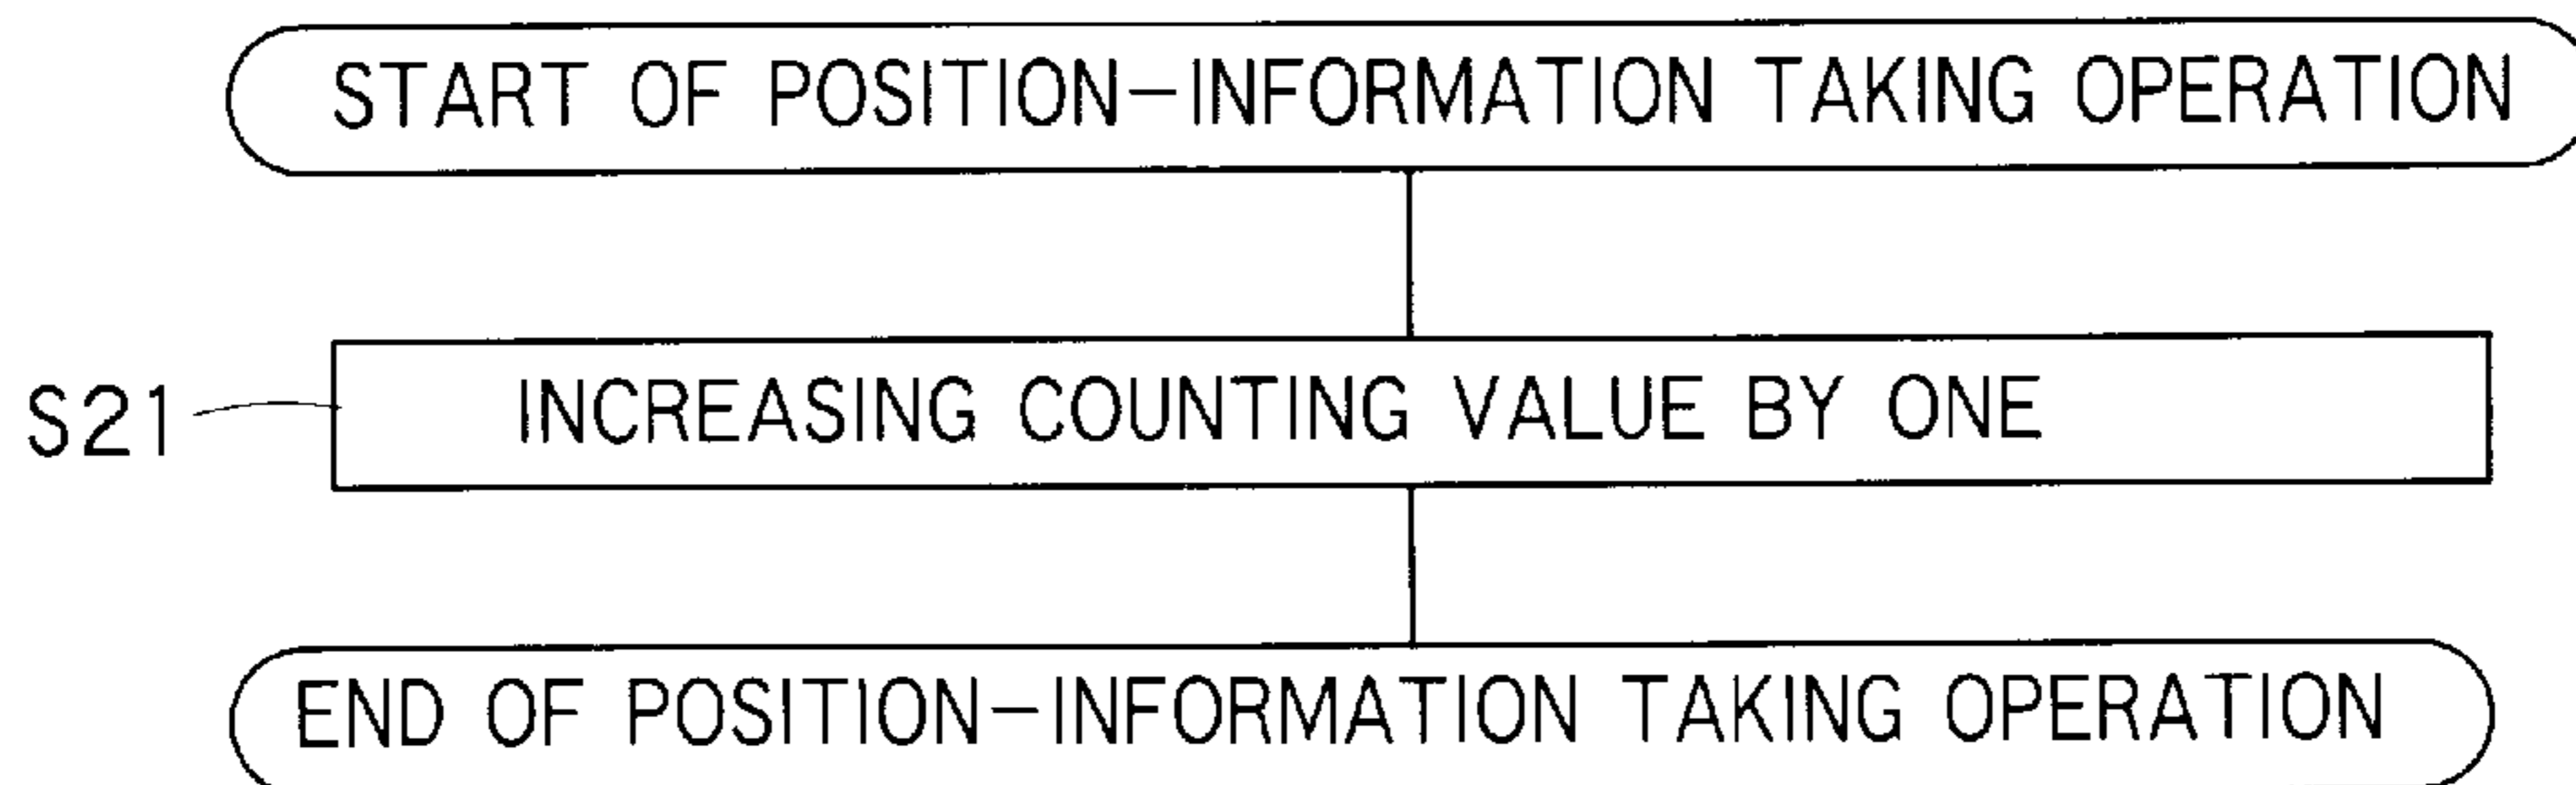 START OF POSITION-INFORMATION TAKING OPERATION
S21 INCREASING COUNTING VALUE BY ONE
END OF POSITION-INFORMATION TAKING OPERATION